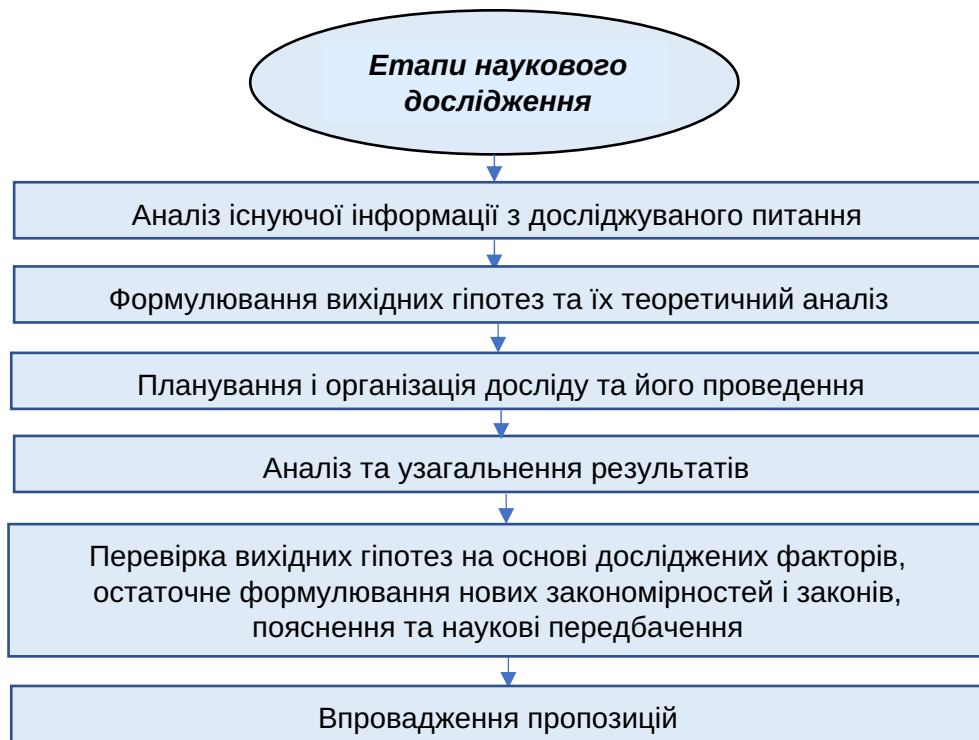 Етапи наукового
дослідження
Аналіз існуючої інформації з досліджуваного питання
Формулювання вихідних гіпотез та їх теоретичний аналіз
Планування і організація досліду та його проведення
Аналіз та узагальнення результатів
Перевірка вихідних гіпотез на основі досліджених факторів,
остаточне формулювання нових закономірностей і законів,
пояснення та наукові передбачення
Впровадження пропозицій